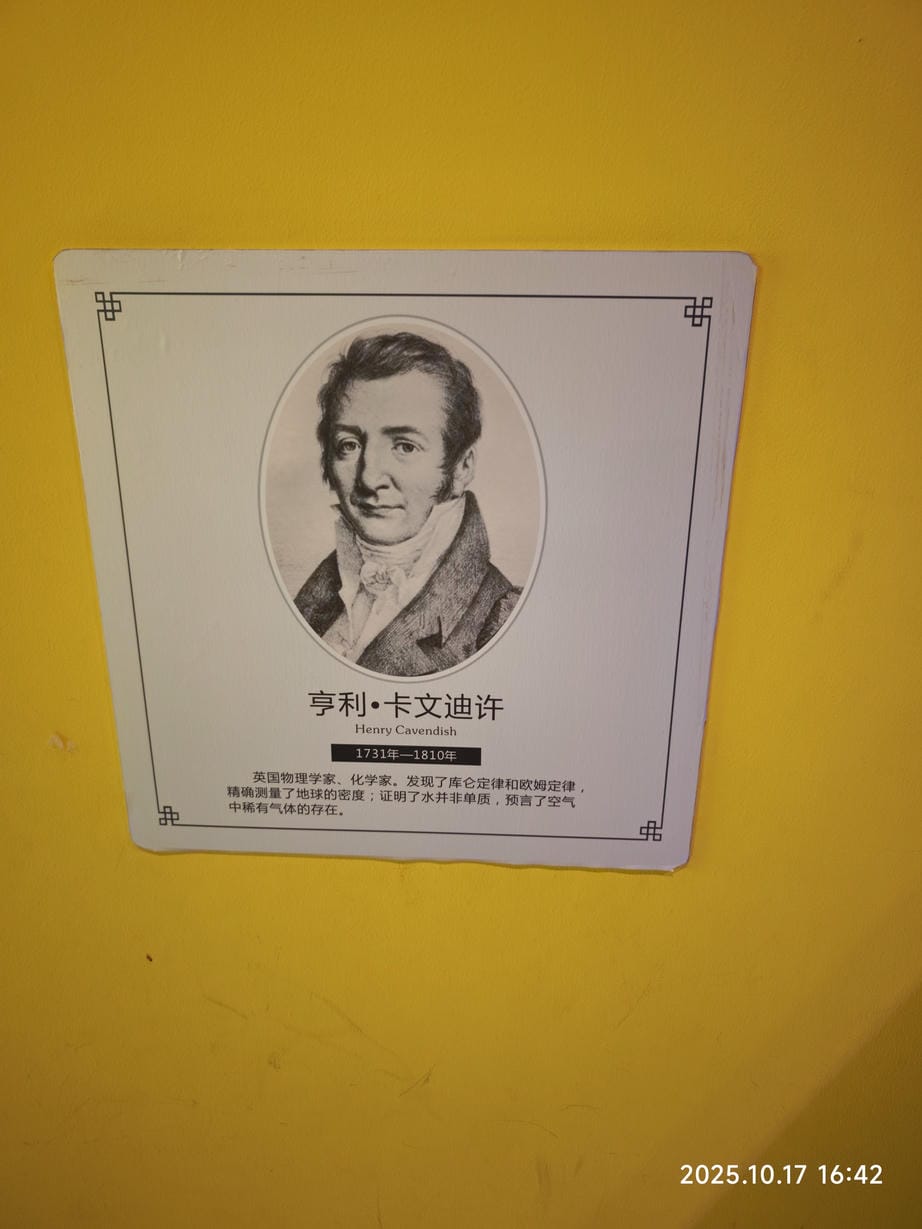 亨利•卡文迪许
Henry Cavendish
1731年—1810年
英国物理学家、化学家。发现了库仑定律和欧姆定律，
精确测量了地球的密度；证明了水并非单质，预言了空气
中稀有气体的存在。
2025.10.17 16:42